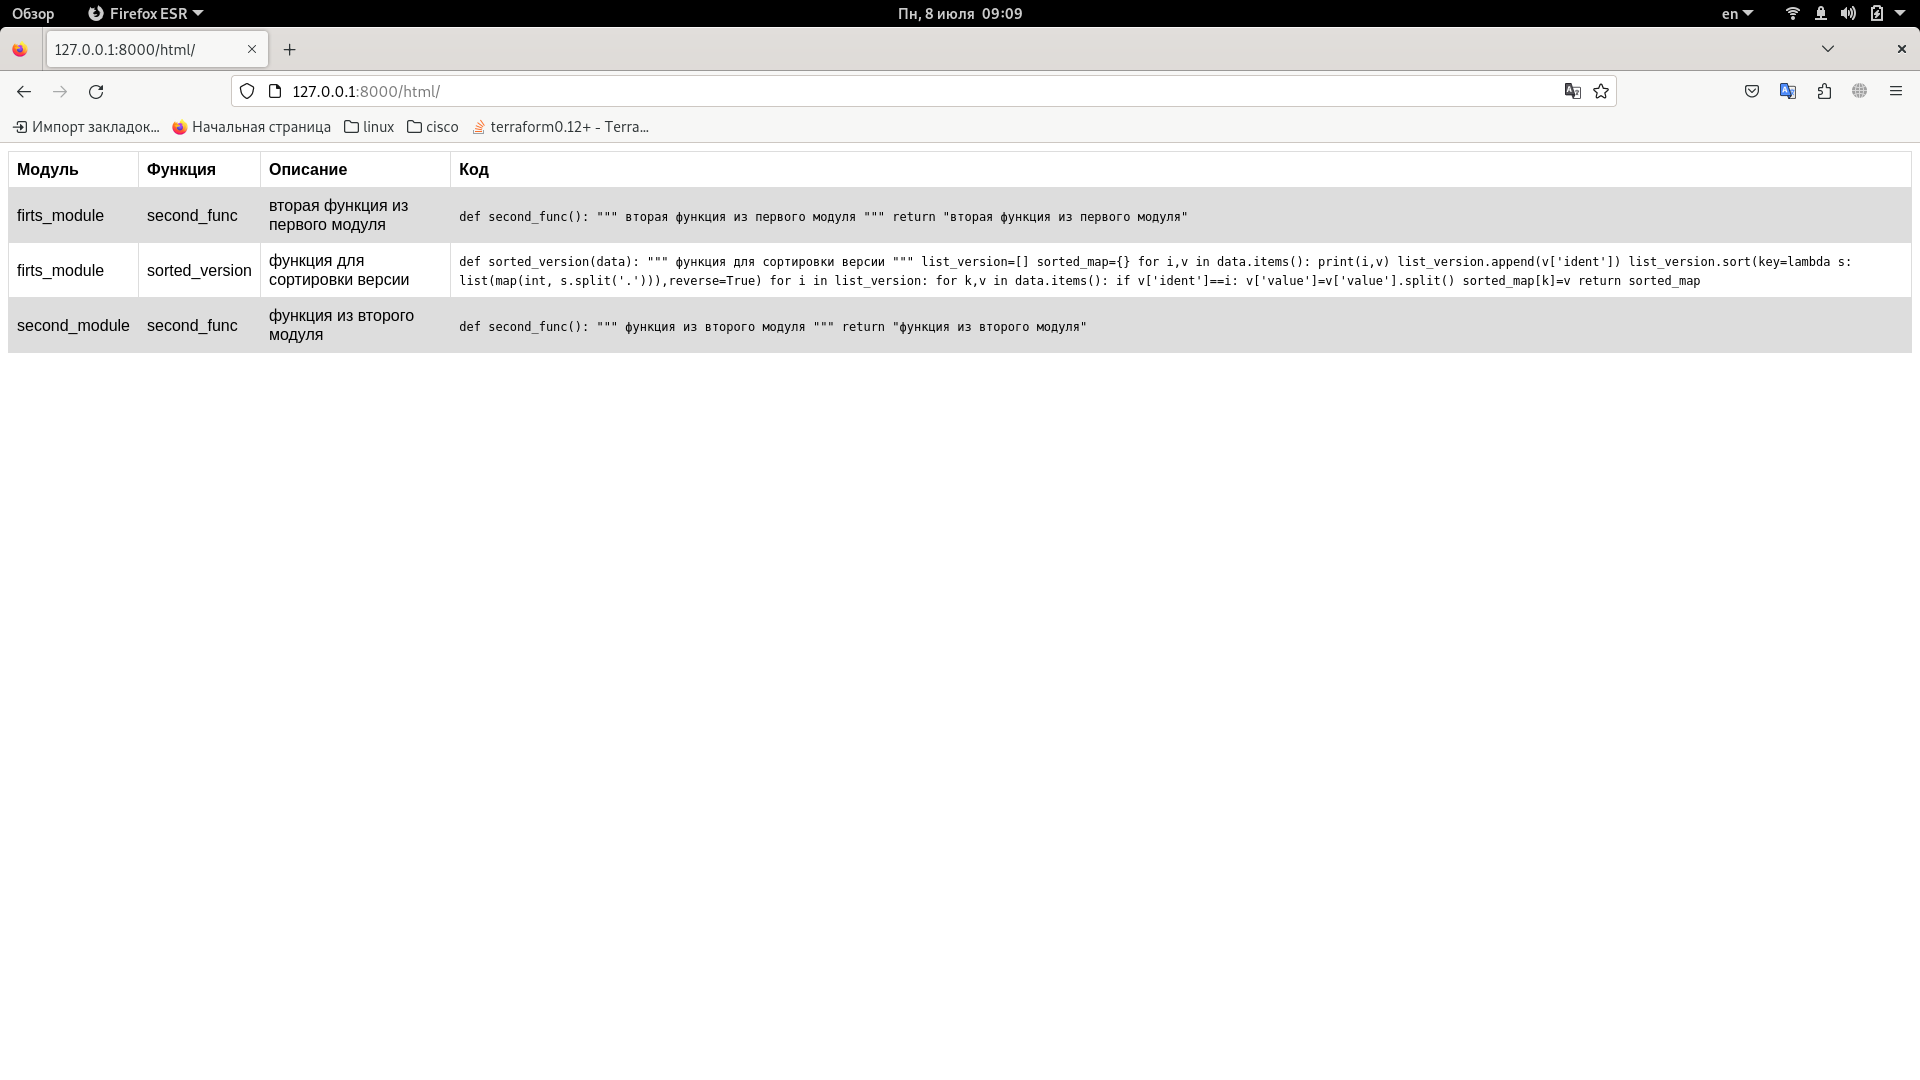 Обзор Firefox ESR Пн, 8 июля 09:09 en
127.0.0.1:8000/html/
127.0.0.1:8000/html/
Импорт закладок... Начальная страница linux cisco terraform0.12+ - Terra...
Модуль Функция Описание Код
firts_module second_func вторая функция из первого модуля def second_func(): """ вторая функция из первого модуля """ return "вторая функция из первого модуля"
firts_module sorted_version функция для сортировки версии def sorted_version(data): """ функция для сортировки версии """ list_version=[] sorted_map={} for i,v in data.items(): print(i,v) list_version.append(v['ident']) list_version.sort(key=lambda s:
list(map(int, s.split('.'))),reverse=True) for i in list_version: for k,v in data.items(): if v['ident']==i: v['value']=v['value'].split() sorted_map[k]=v return sorted_map
second_module second_func функция из второго модуля def second_func(): """ функция из второго модуля """ return "функция из второго модуля"